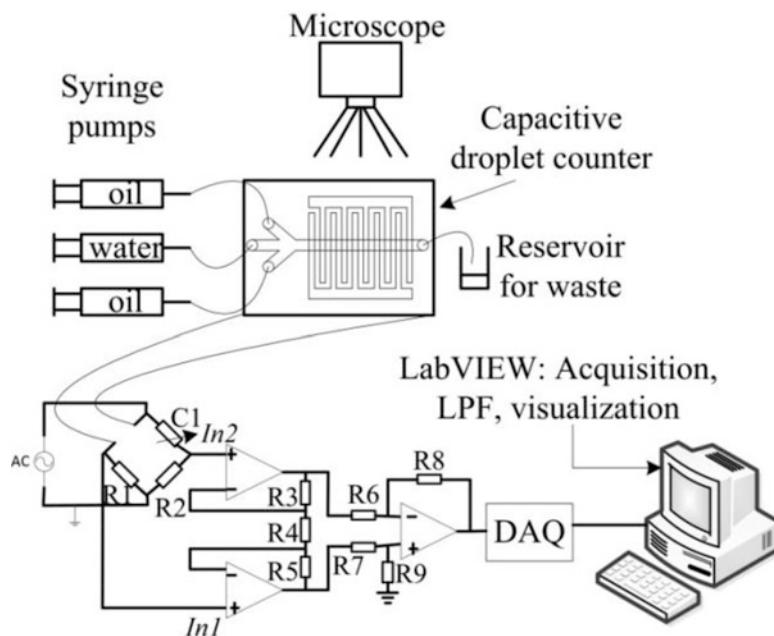 Microscope
Syringe
pumps
Capacitive
droplet counter
oil
water
oil
Reservoir
for waste
LabVIEW: Acquisition,
LPF, visualization
C1
In2
AC
R1
R2
R3
R4
R5
R6
R7
R8
R9
DAQ
In1